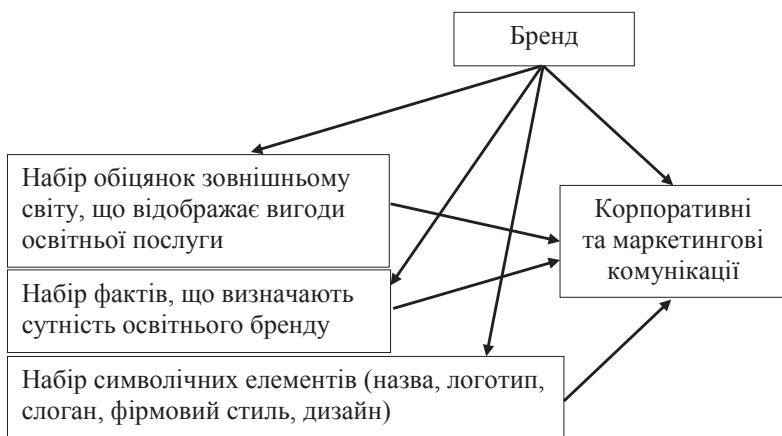 Бренд
Набір обіцянок зовнішньому
світу, що відображає вигоди
освітньої послуги
Корпоративні
та маркетингові
комунікації
Набір фактів, що визначають
сутність освітнього бренду
Набір символічних елементів (назва, логотип,
слоган, фірмовий стиль, дизайн)